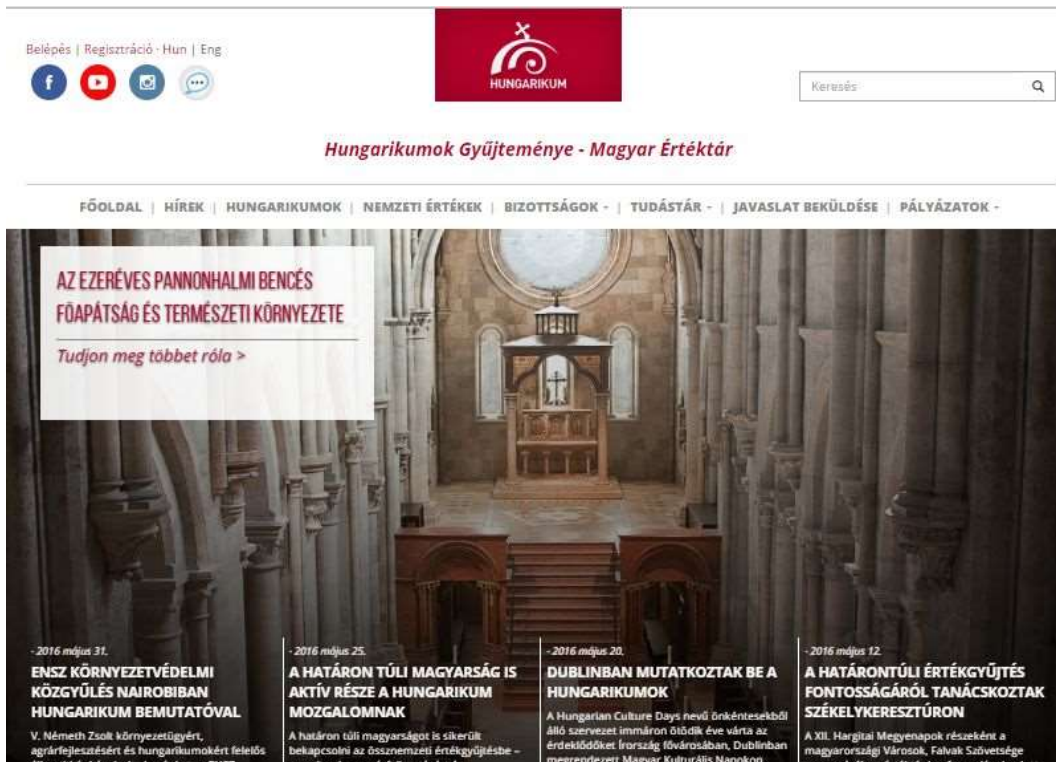 Belépés | Regisztráció · Hun | Eng
HUNGARIKUM
Keresés
Hungarikumok Gyűjteménye - Magyar Értéktár
FŐOLDAL | HÍREK | HUNGARIKUMOK | NEMZETI ÉRTÉKEK | BIZOTTSÁGOK - | TUDÁSTÁR - | JAVASLAT BEKÜLDÉSE | PÁLYÁZATOK -
AZ EZERÉVES PANNONHALMI BENCÉS
FŐAPÁTSÁG ÉS TERMÉSZETI KÖRNYEZETE
Tudjon meg többet róla >
- 2016 május 31.
ENSZ KÖRNYEZETVÉDELMI
KÖZGYŰLÉS NAIROBIBAN
HUNGARIKUM BEMUTATÓVAL
V. Németh Zsolt környezetügyért,
agrárfejlesztésért és hungarikumokért felelős
- 2016 május 25.
A HATÁRON TÚLI MAGYARSÁG IS
AKTÍV RÉSZE A HUNGARIKUM
MOZGALOMNAK
A határon túli magyarságot is sikerült
bekapcsolni az össznemzeti értékgyűjtésbe –
- 2016 május 20.
DUBLINBAN MUTATKOZTAK BE A
HUNGARIKUMOK
A Hungarian Culture Days nevű önkéntesekből
álló szervezet immáron ötödik éve várta az
érdeklődőket Írország fővárosában, Dublinban
megrendezett Magyar Kulturális Napokon
- 2016 május 12.
A HATÁRONTÚLI ÉRTÉKGYŰJTÉS
FONTOSSÁGÁRÓL TANÁCSKOZTAK
SZÉKELYKERESZTÚRON
A XII. Hargitai Megyenapok részeként a
magyarországi Városok, Falvak Szövetsége